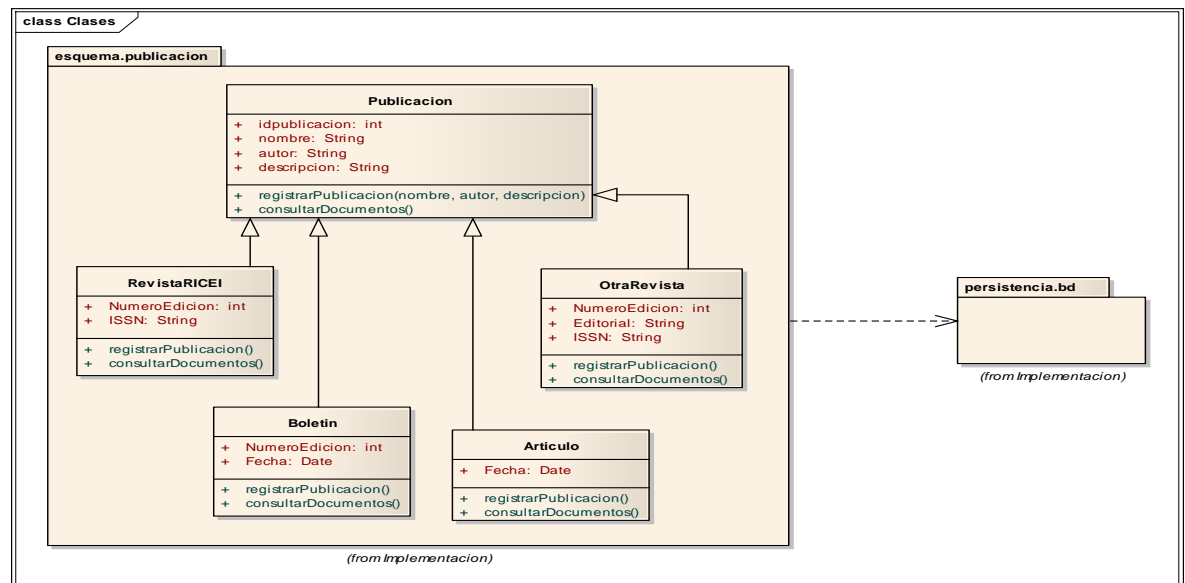 class Clases
esquema.publicacion
Publicacion
+ idpublicacion: int
+ nombre: String
+ autor: String
+ descripcion: String
+ registrarPublicacion(nombre, autor, descripcion)
+ consultarDocumentos()
RevistaRICEI
+ NumeroEdicion: int
+ ISSN: String
+ registrarPublicacion()
+ consultarDocumentos()
OtraRevista
+ NumeroEdicion: int
+ Editorial: String
+ ISSN: String
+ registrarPublicacion()
+ consultarDocumentos()
persistencia.bd
(from Implementacion)
Boletin
+ NumeroEdicion: int
+ Fecha: Date
+ registrarPublicacion()
+ consultarDocumentos()
Articulo
+ Fecha: Date
+ registrarPublicacion()
+ consultarDocumentos()
(from Implementacion)